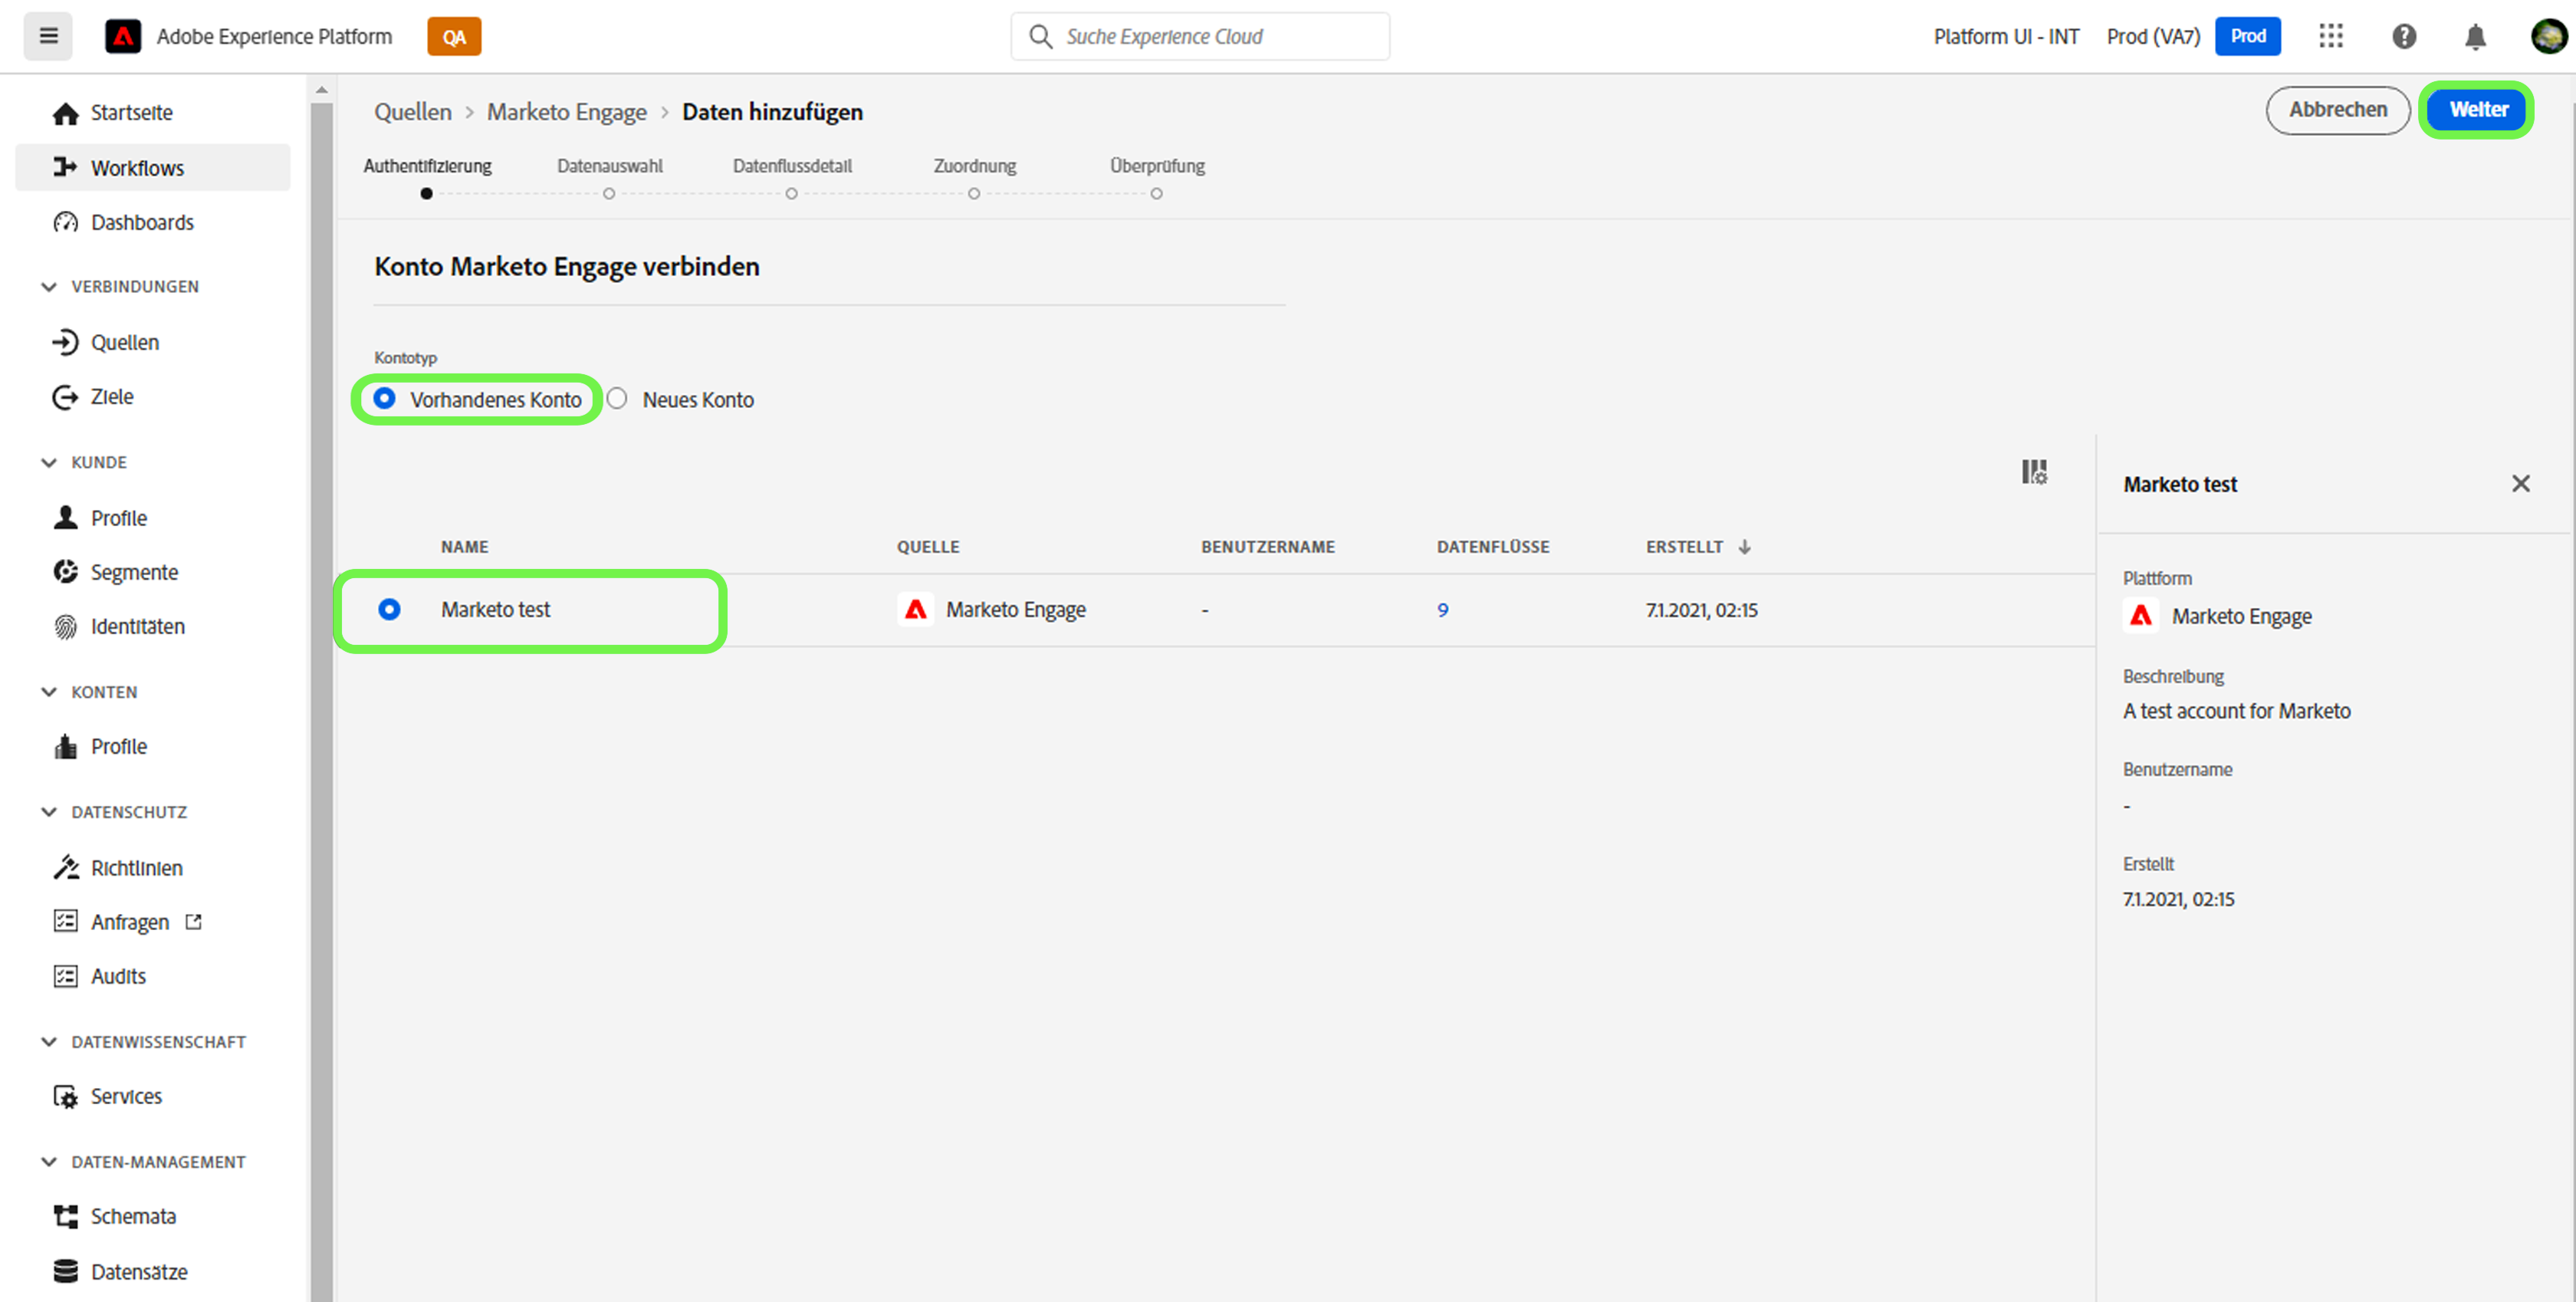 Adobe Experience Platform
QA
Suche Experience Cloud
Platform UI - INT
Prod (VA7)
Prod
Startseite
Workflows
Dashboards
VERBINDUNGEN
Quellen
Ziele
KUNDE
Profile
Segmente
Identitäten
KONTEN
Profile
DATENSCHUTZ
Richtlinien
Anfragen
Audits
DATENWISSENSCHAFT
Services
DATEN-MANAGEMENT
Schemata
Datensätze
Quellen > Marketo Engage > Daten hinzufügen
Abbrechen
Weiter
Authentifizierung
Datenauswahl
Datenflussdetail
Zuordnung
Überprüfung
Konto Marketo Engage verbinden
Kontotyp
Vorhandenes Konto
Neues Konto
NAME QUELLE BENUTZERNAME DATENFLÜSSE ERSTELLT
Marketo test Marketo Engage - 9 7.1.2021, 02:15
Marketo test
Plattform
Marketo Engage
Beschreibung
A test account for Marketo
Benutzername
-
Erstellt
7.1.2021, 02:15